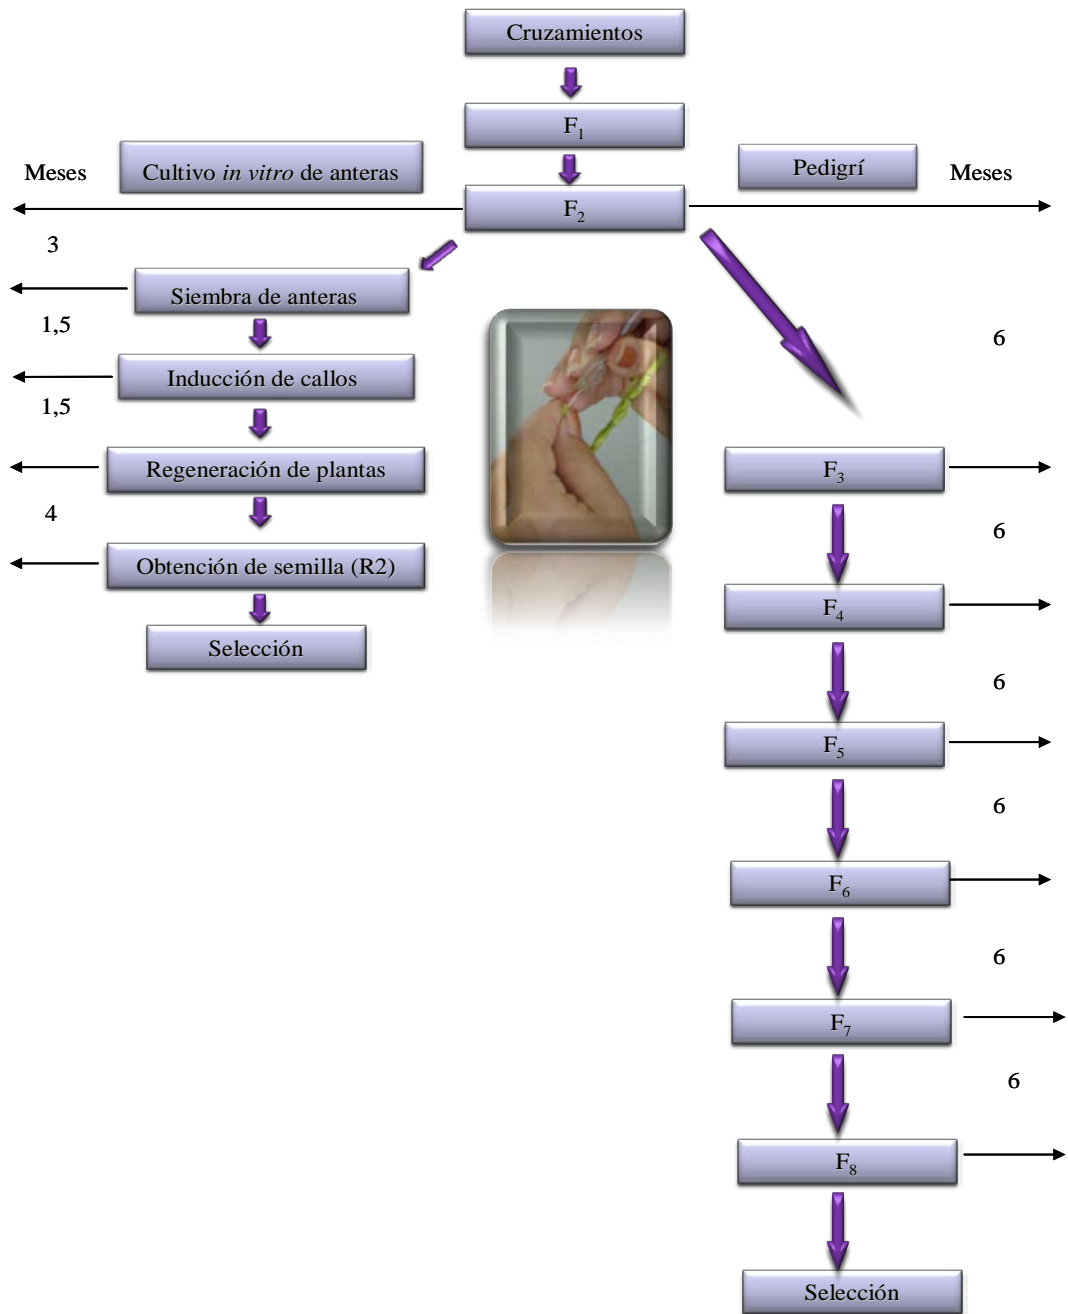 Cruzamientos
F₁
Meses
Cultivo in vitro de anteras
Pedigrí
Meses
F₂
3
Siembra de anteras
1,5
Inducción de callos
1,5
Regeneración de plantas
4
Obtención de semilla (R2)
Selección
6
F₃
6
F₄
6
F₅
6
F₆
6
F₇
6
F₈
Selección